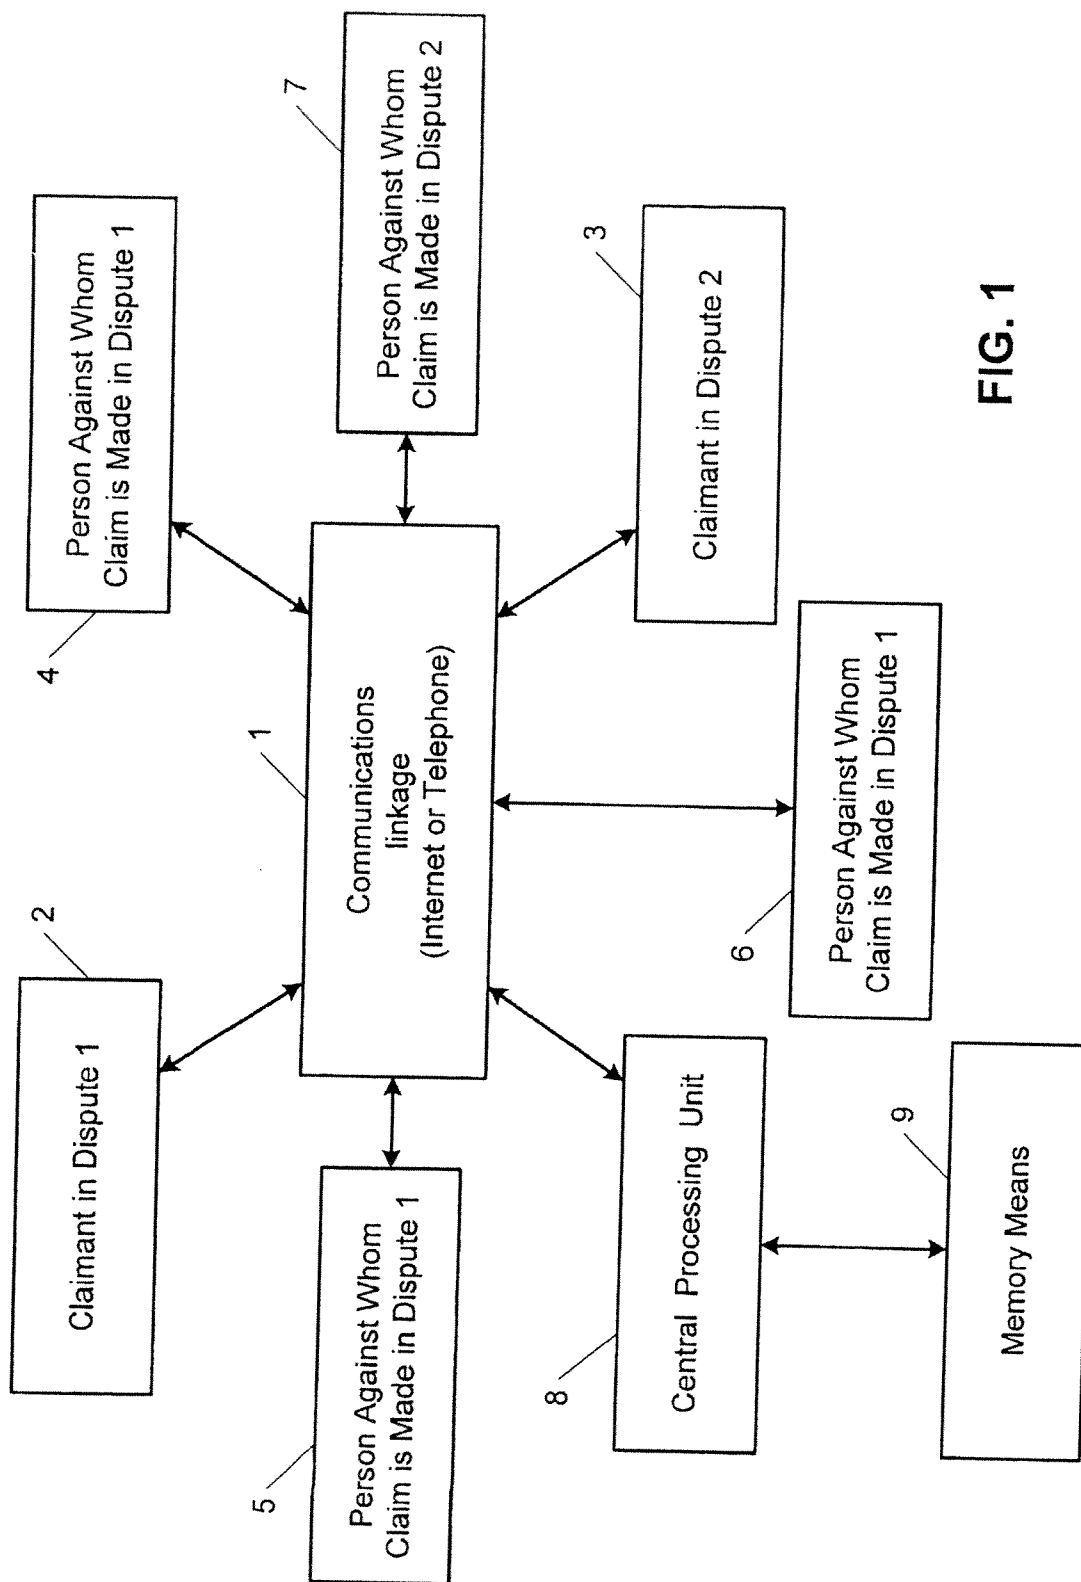 2
Claimant in Dispute 1
4
Person Against Whom
Claim is Made in Dispute 1
5
Person Against Whom
Claim is Made in Dispute 1
1
Communications
linkage
(Internet or Telephone)
7
Person Against Whom
Claim is Made in Dispute 2
8
Central Processing Unit
6
Person Against Whom
Claim is Made in Dispute 1
3
Claimant in Dispute 2
9
Memory Means
FIG. 1